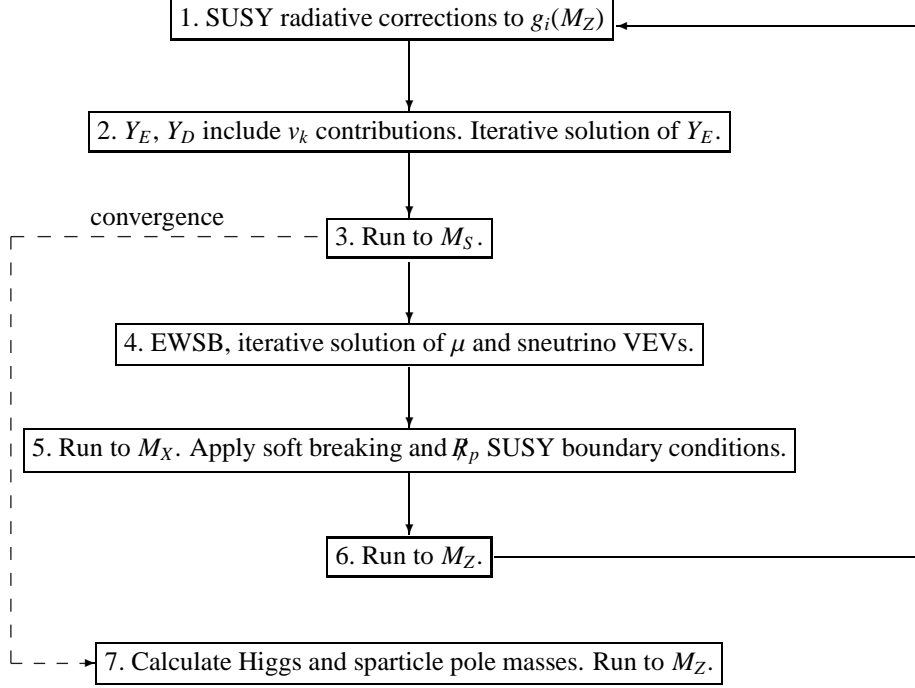 1. SUSY radiative corrections to g_i(M_Z)
2. Y_E, Y_D include v_k contributions. Iterative solution of Y_E.
convergence
3. Run to M_S.
4. EWSB, iterative solution of μ and sneutrino VEVs.
5. Run to M_X. Apply soft breaking and R̸_p SUSY boundary conditions.
6. Run to M_Z.
7. Calculate Higgs and sparticle pole masses. Run to M_Z.